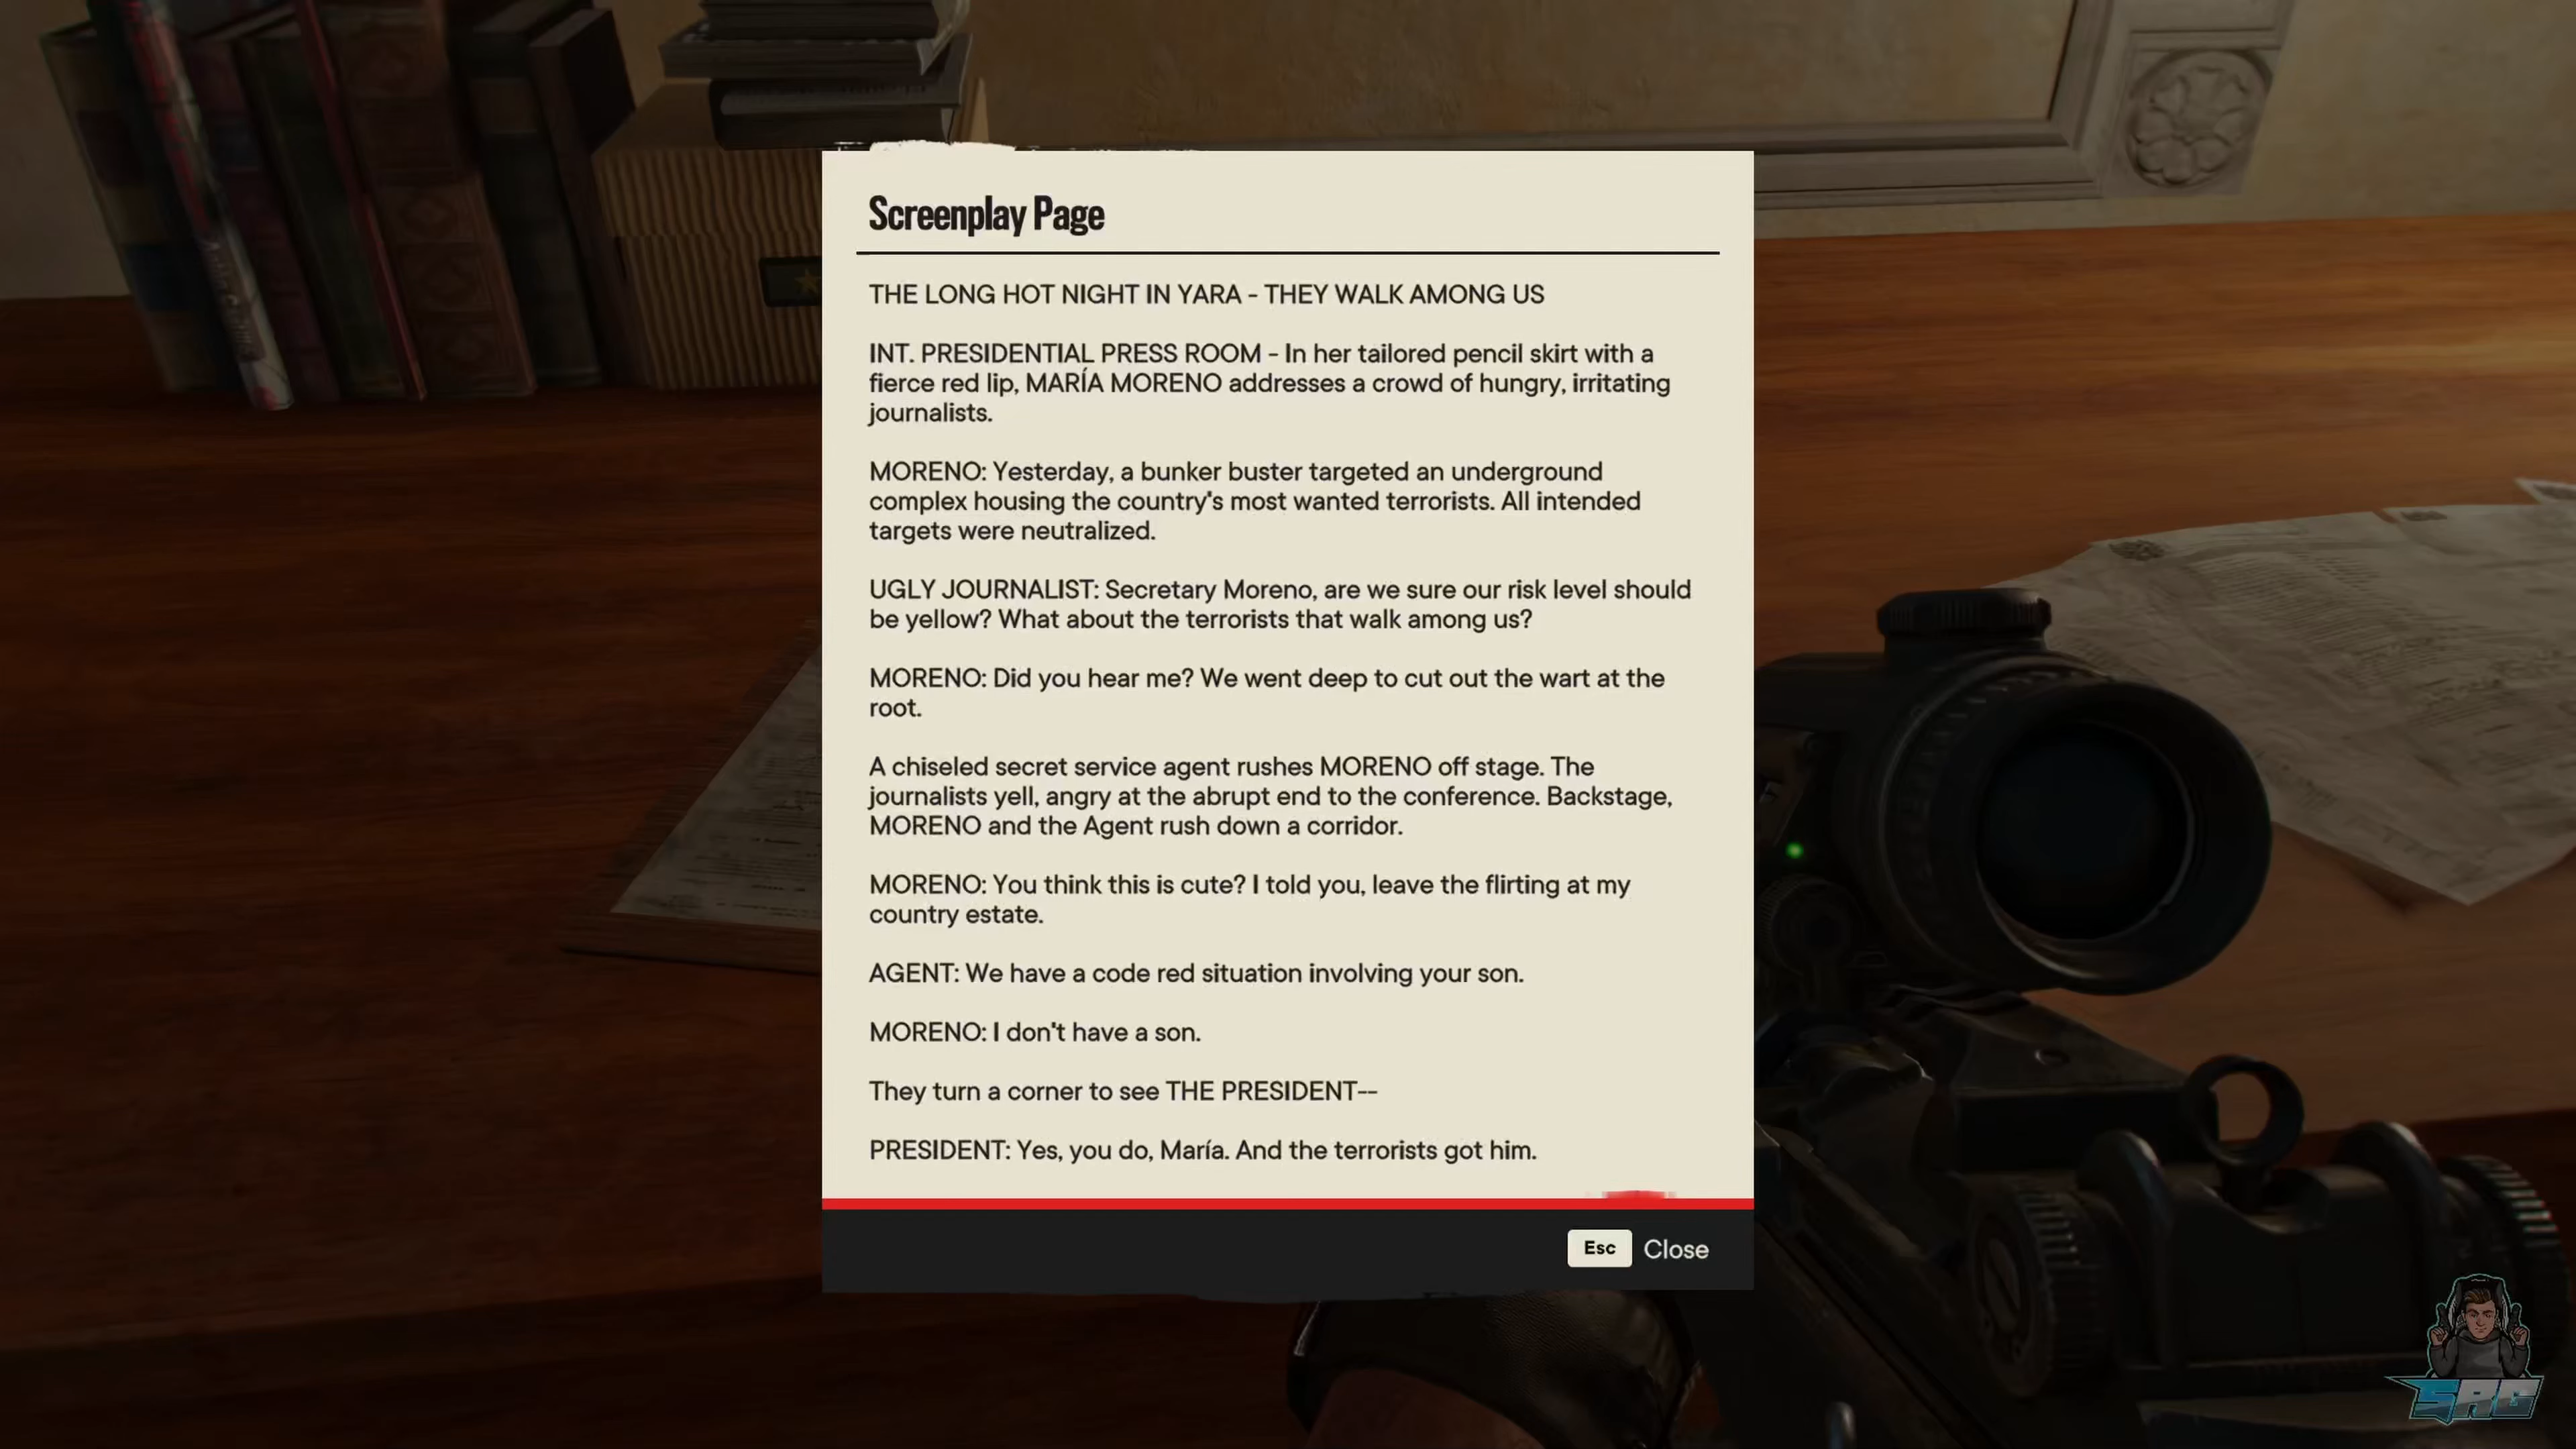 Screenplay Page
THE LONG HOT NIGHT IN YARA - THEY WALK AMONG US
INT. PRESIDENTIAL PRESS ROOM - In her tailored pencil skirt with a
fierce red lip, MARÍA MORENO addresses a crowd of hungry, irritating
journalists.
MORENO: Yesterday, a bunker buster targeted an underground
complex housing the country's most wanted terrorists. All intended
targets were neutralized.
UGLY JOURNALIST: Secretary Moreno, are we sure our risk level should
be yellow? What about the terrorists that walk among us?
MORENO: Did you hear me? We went deep to cut out the wart at the
root.
A chiseled secret service agent rushes MORENO off stage. The
journalists yell, angry at the abrupt end to the conference. Backstage,
MORENO and the Agent rush down a corridor.
MORENO: You think this is cute? I told you, leave the flirting at my
country estate.
AGENT: We have a code red situation involving your son.
MORENO: I don't have a son.
They turn a corner to see THE PRESIDENT--
PRESIDENT: Yes, you do, María. And the terrorists got him.
Esc Close
SRG